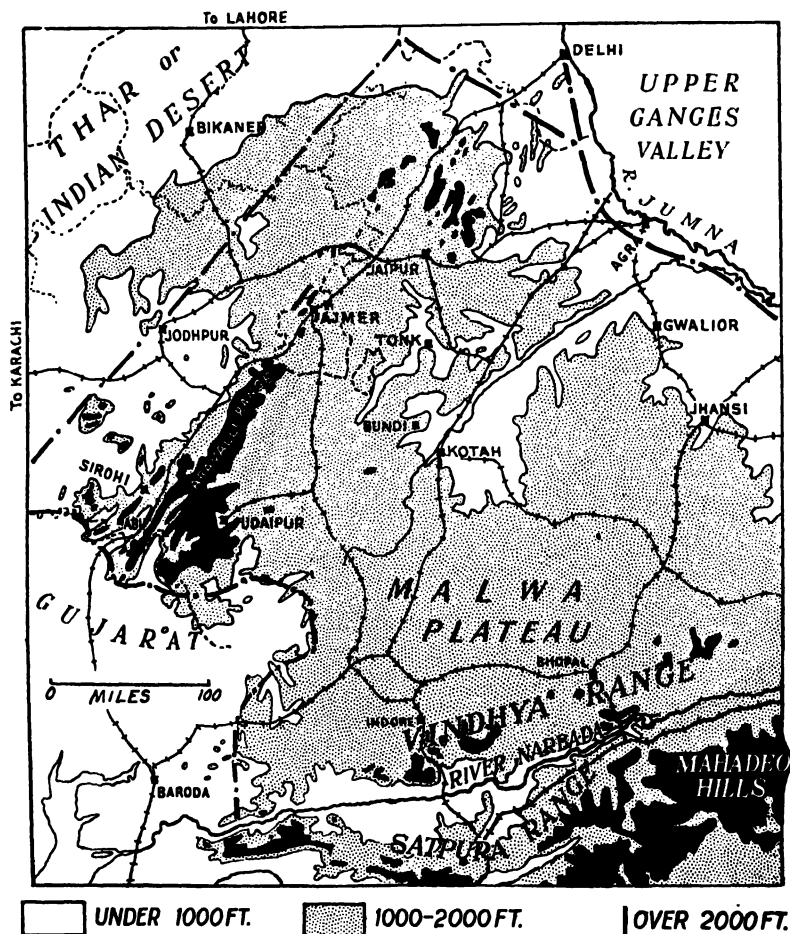 To LAHORE
THAR or
INDIAN DESERT
DELHI
UPPER
GANGES
VALLEY
BIKANER
R. JUMNA
JAIPUR
AGRA
AJMER
To KARACHI
JODHPUR
TONK
GWALIOR
BUNDI
JHANSI
KOTAH
SIROHI
ABU
UDAIPUR
MALWA
PLATEAU
GUJARAT
0 MILES 100
BHOPAL
INDORE
VINDHYA RANGE
RIVER NARBADA
BARODA
MAHADEO
HILLS
SATPURA RANGE
UNDER 1000 FT. 1000-2000 FT. OVER 2000 FT.